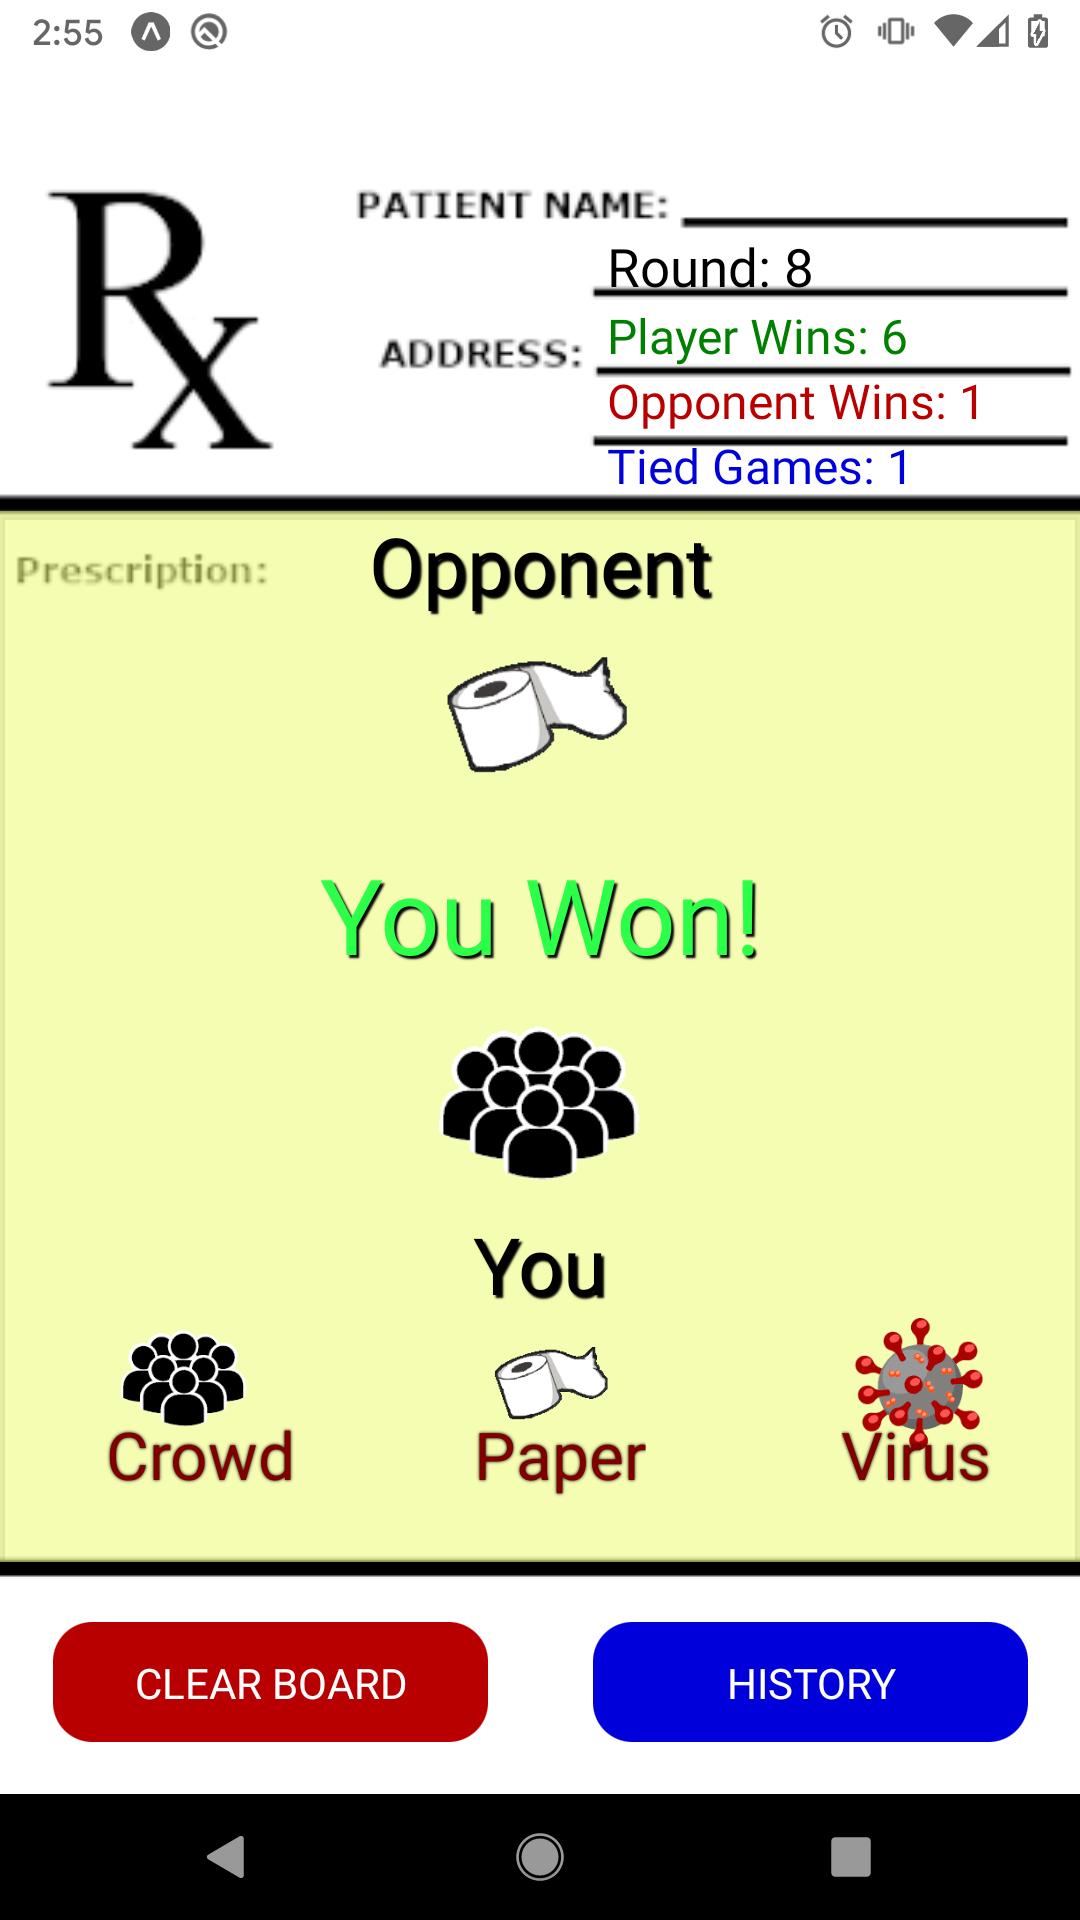 2:55
Rx
PATIENT NAME:
Round: 8
ADDRESS:
Player Wins: 6
Opponent Wins: 1
Tied Games: 1
Prescription:
Opponent
You Won!
You
Crowd Paper Virus
CLEAR BOARD HISTORY